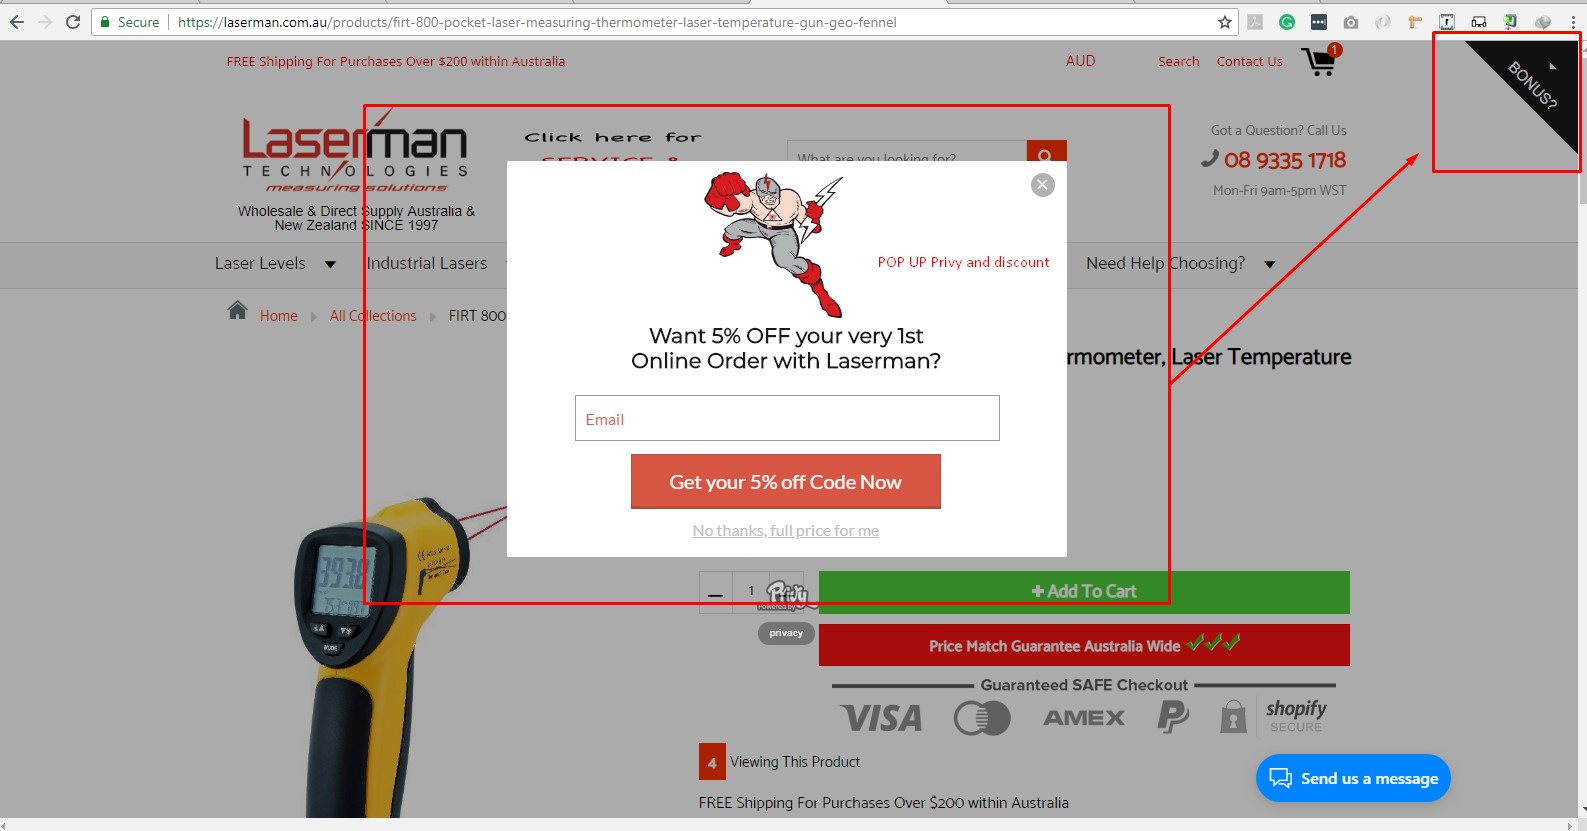 Secure
https://laserman.com.au/products/firt-800-pocket-laser-measuring-thermometer-laser-temperature-gun-geo-fennel
FREE Shipping For Purchases Over $200 within Australia
AUD
Search
Contact Us
1
BONUS?
Laserman
TECHNOLOGIES
measuring solutions
Wholesale & Direct Supply Australia &
New Zealand SINCE 1997
Click here for
SERVICE &
What are you looking for?
Got a Question? Call Us
08 9335 1718
Mon-Fri 9am-5pm WST
Laser Levels
Industrial Lasers
Need Help Choosing?
Home
All Collections
FIRT 800
rmometer, Laser Temperature
POP UP Privy and discount
Want 5% OFF your very 1st
Online Order with Laserman?
Email
Get your 5% off Code Now
No thanks, full price for me
1
Powered by Privy
privacy
Add To Cart
Price Match Guarantee Australia Wide
Guaranteed SAFE Checkout
VISA
AMEX
shopify
SECURE
4
Viewing This Product
FREE Shipping For Purchases Over $200 within Australia
Send us a message